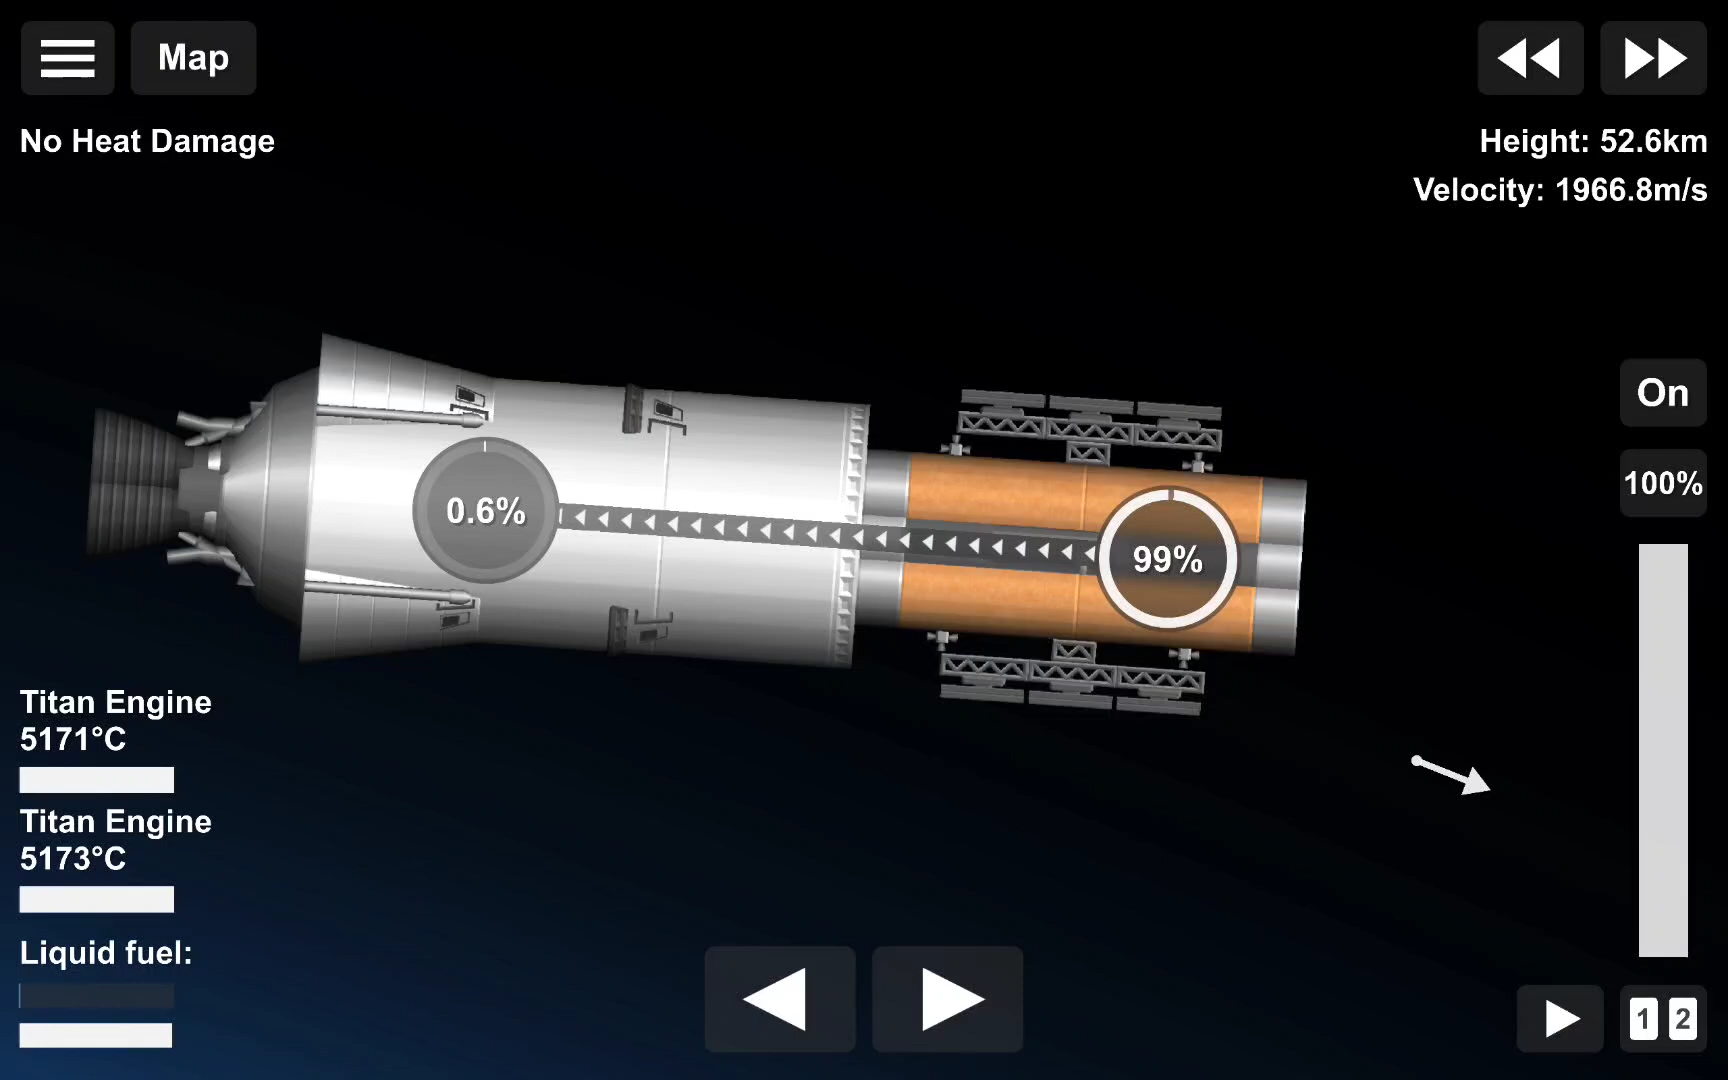 Map
No Heat Damage
Height: 52.6km
Velocity: 1966.8m/s
On
100%
0.6%
99%
Titan Engine
5171°C
Titan Engine
5173°C
Liquid fuel:
1 2